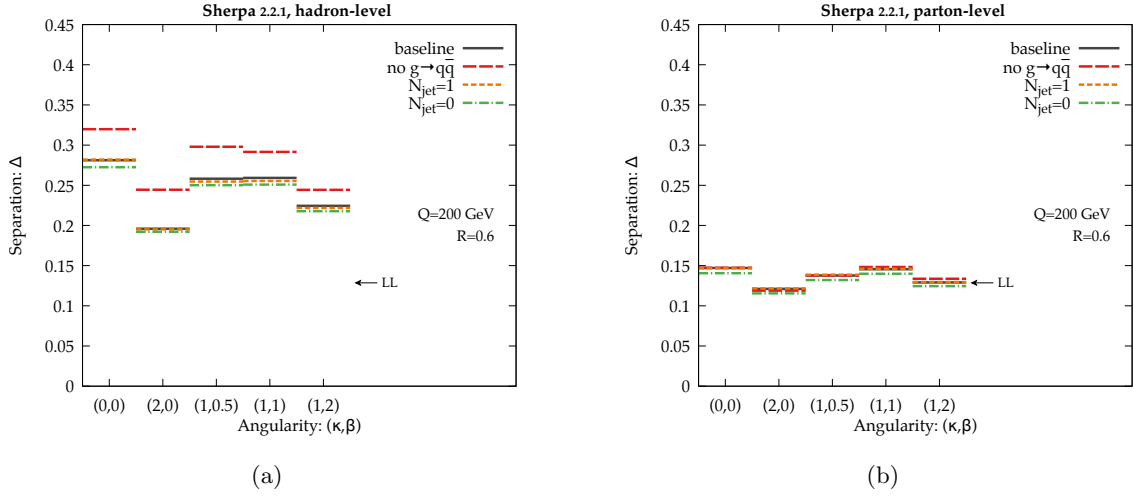 Sherpa 2.2.1, hadron-level
Separation: Δ
0.45
0.4
0.35
0.3
0.25
0.2
0.15
0.1
0.05
0
baseline
no g→qq̅
N_jet=1
N_jet=0
Q=200 GeV
R=0.6
LL
(0,0) (2,0) (1,0.5) (1,1) (1,2)
Angularity: (κ,β)
(a)
Sherpa 2.2.1, parton-level
Separation: Δ
0.45
0.4
0.35
0.3
0.25
0.2
0.15
0.1
0.05
0
baseline
no g→qq̅
N_jet=1
N_jet=0
Q=200 GeV
R=0.6
LL
(0,0) (2,0) (1,0.5) (1,1) (1,2)
Angularity: (κ,β)
(b)